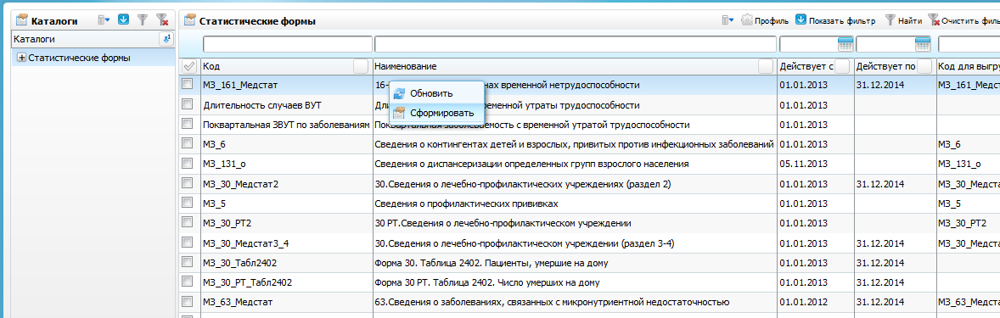 Каталоги
Статистические формы
Профиль Показать фильтр Найти Очистить филь
Каталоги
Статистические формы
Код Наименование Действует с Действует по Код для выгру
МЗ_161_Медстат 16- нах временной нетрудоспособности 01.01.2013 31.12.2014 МЗ_161_Медст
Обновить
Сформировать
Длительность случаев ВУТ временной утраты трудоспособности 01.01.2013
Поквартальная ЗВУТ по заболеваниям Поквартальная заболеваемость с временной утратой трудоспособности 01.01.2013
МЗ_6 Сведения о контингентах детей и взрослых, привитых против инфекционных заболеваний 01.01.2013 МЗ_6
МЗ_131_о Сведения о диспансеризации определенных групп взрослого населения 05.11.2013 МЗ_131_о
МЗ_30_Медстат2 30.Сведения о лечебно-профилактических учреждениях (раздел 2) 01.01.2013 31.12.2014 МЗ_30_Медста
МЗ_5 Сведения о профилактических прививках 01.01.2013 МЗ_5
МЗ_30_РТ2 30 РТ.Сведения о лечебно-профилактическом учреждении 01.01.2013 МЗ_30_РТ2
МЗ_30_Медстат3_4 30.Сведения о лечебно-профилактическом учреждении (раздел 3-4) 01.01.2013 31.12.2014 МЗ_30_Медста
МЗ_30_Табл2402 Форма 30. Таблица 2402. Пациенты, умершие на дому 01.01.2013 31.12.2014
МЗ_30_РТ_Табл2402 Форма 30 РТ. Таблица 2402. Число умерших на дому 01.01.2013 31.12.2014
МЗ_63_Медстат 63.Сведения о заболеваниях, связанных с микронутриентной недостаточностью 01.01.2012 31.12.2014 МЗ_63_Медста